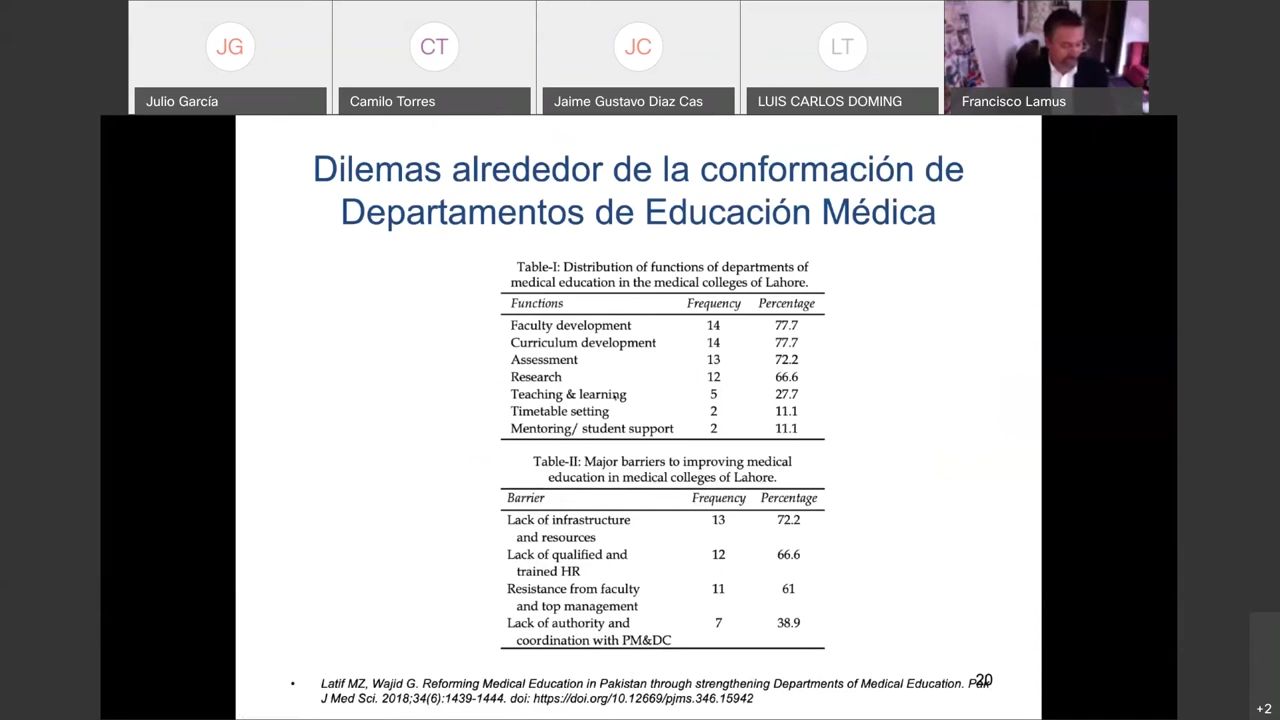 JG
CT
JC
LT
Julio García
Camilo Torres
Jaime Gustavo Diaz Cas
LUIS CARLOS DOMING
Francisco Lamus
Dilemas alrededor de la conformación de
Departamentos de Educación Médica
Table-I: Distribution of functions of departments of
medical education in the medical colleges of Lahore.
Functions Frequency Percentage
Faculty development 14 77.7
Curriculum development 14 77.7
Assessment 13 72.2
Research 12 66.6
Teaching & learning 5 27.7
Timetable setting 2 11.1
Mentoring/ student support 2 11.1
Table-II: Major barriers to improving medical
education in medical colleges of Lahore.
Barrier Frequency Percentage
Lack of infrastructure 13 72.2
and resources
Lack of qualified and 12 66.6
trained HR
Resistance from faculty 11 61
and top management
Lack of authority and 7 38.9
coordination with PM&DC
• Latif MZ, Wajid G. Reforming Medical Education in Pakistan through strengthening Departments of Medical Education. Pak
J Med Sci. 2018;34(6):1439-1444. doi: https://doi.org/10.12669/pjms.346.15942
20
+2